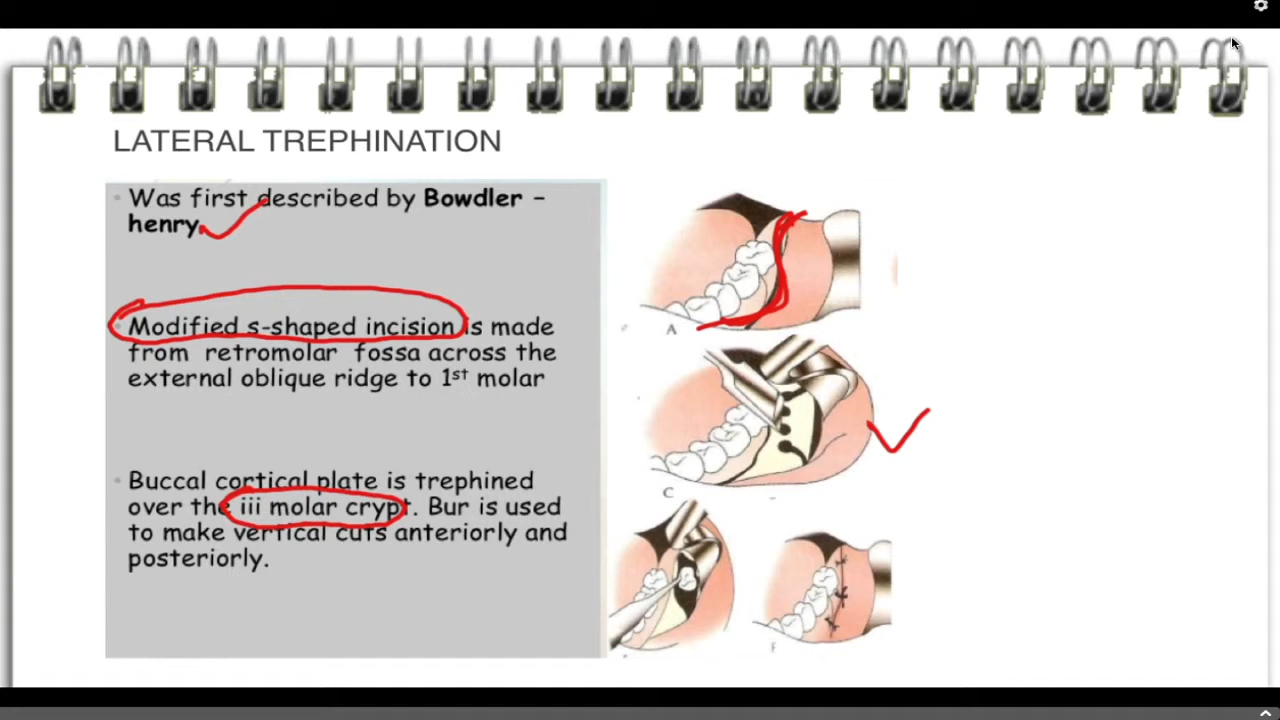 LATERAL TREPHINATION
Was first described by Bowdler –
henry.
Modified s-shaped incision is made
from retromolar fossa across the
external oblique ridge to 1st molar
Buccal cortical plate is trephined
over the iii molar crypt. Bur is used
to make vertical cuts anteriorly and
posteriorly.
A
C
F